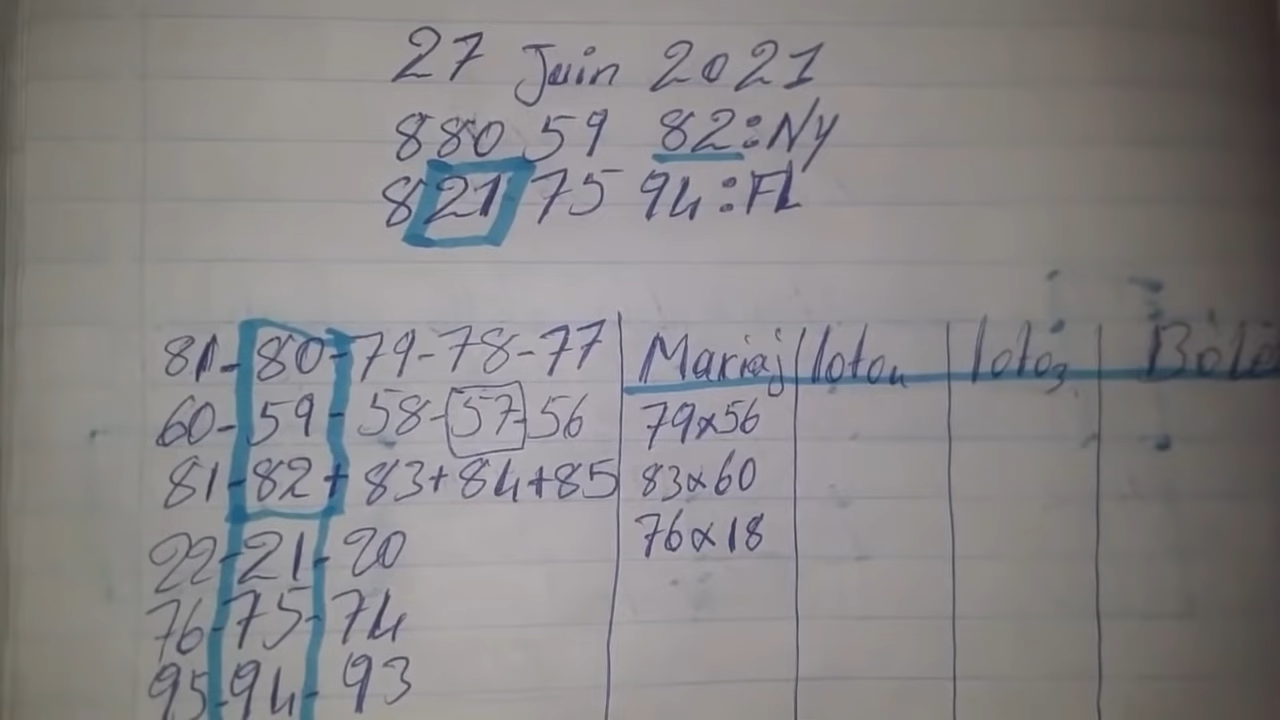 27 Juin 2021
880 59 82:Ny
821 75 94:FL
81-80-79-78-77
60-59-58-57-56
81-82+83+84+85
22-21-20
76-75-74
95-94-93
Mariaj loto4 loto3
79x56
83x60
76x18